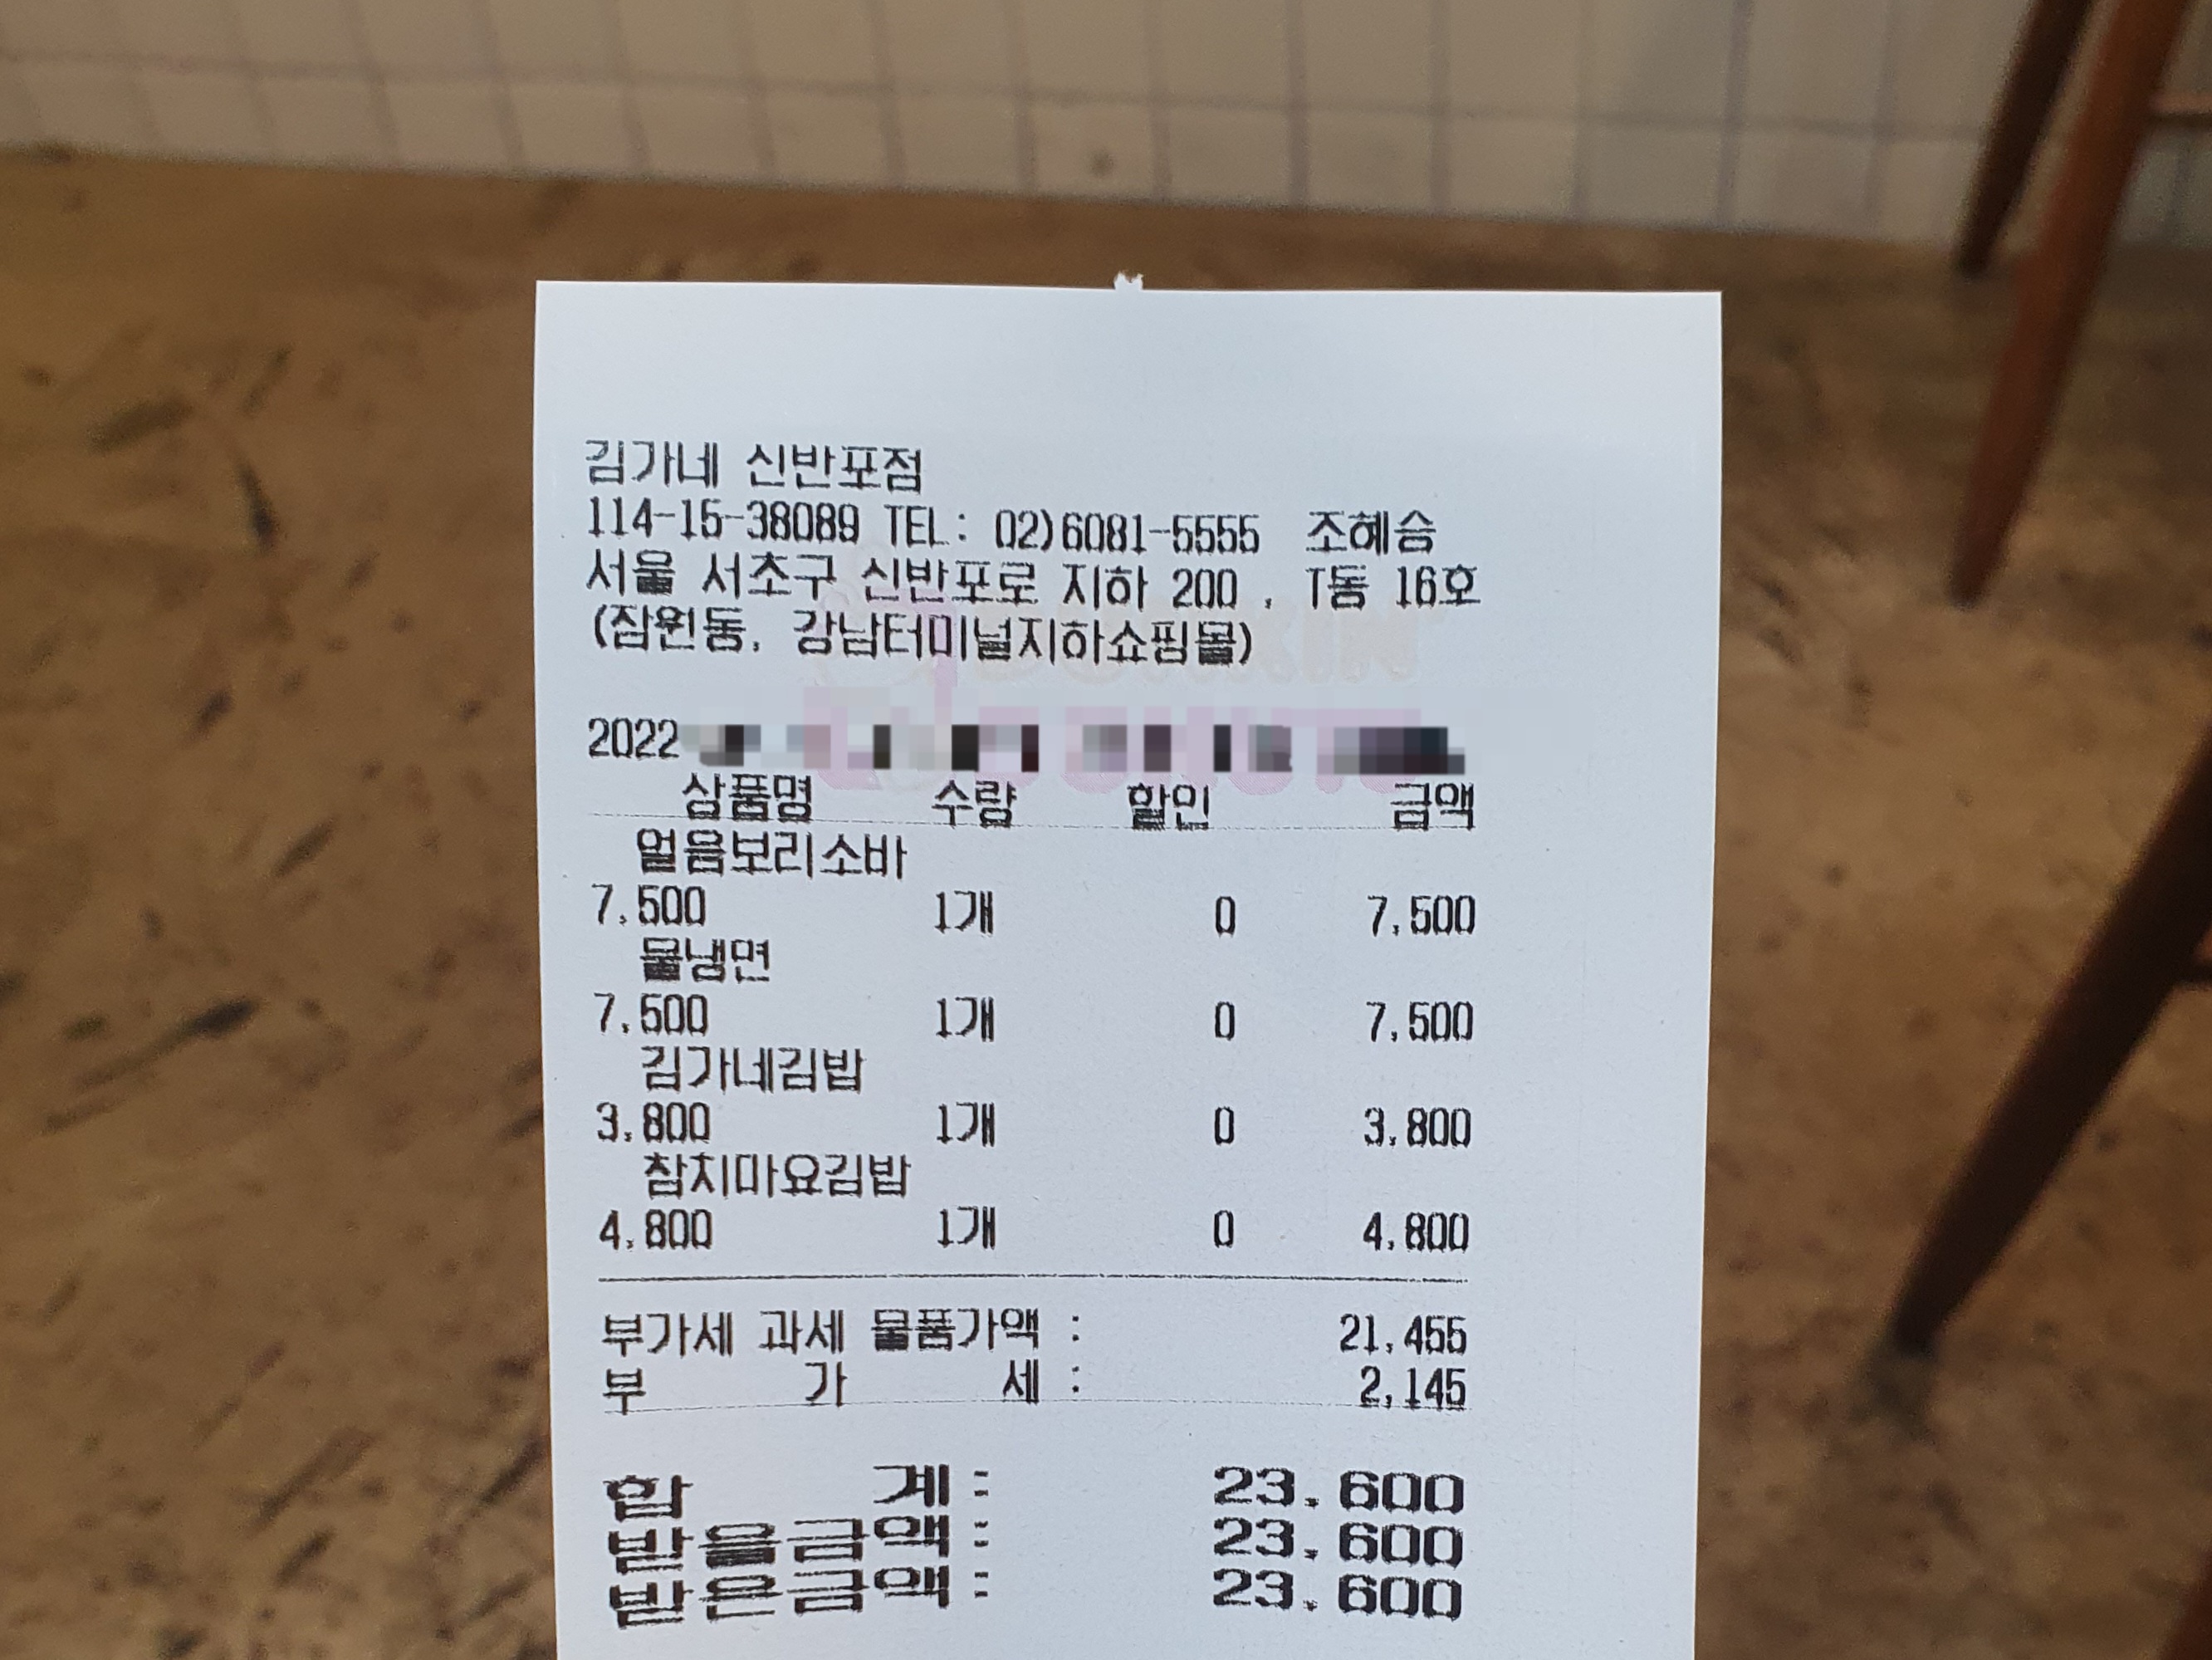 김가네 신반포점
114-15-38089 TEL: 02)6081-5555 조혜승
서울 서초구 신반포로 지하 200 , T동 16호
(잠원동, 강남터미널지하쇼핑몰)
2022
상품명 수량 할인 금액
얼음보리소바
7,500 1개 0 7,500
물냉면
7,500 1개 0 7,500
김가네김밥
3,800 1개 0 3,800
참치마요김밥
4,800 1개 0 4,800
부가세 과세 물품가액 : 21,455
부 가 세 : 2,145
합 계 : 23,600
받을금액 : 23,600
받은금액 : 23,600